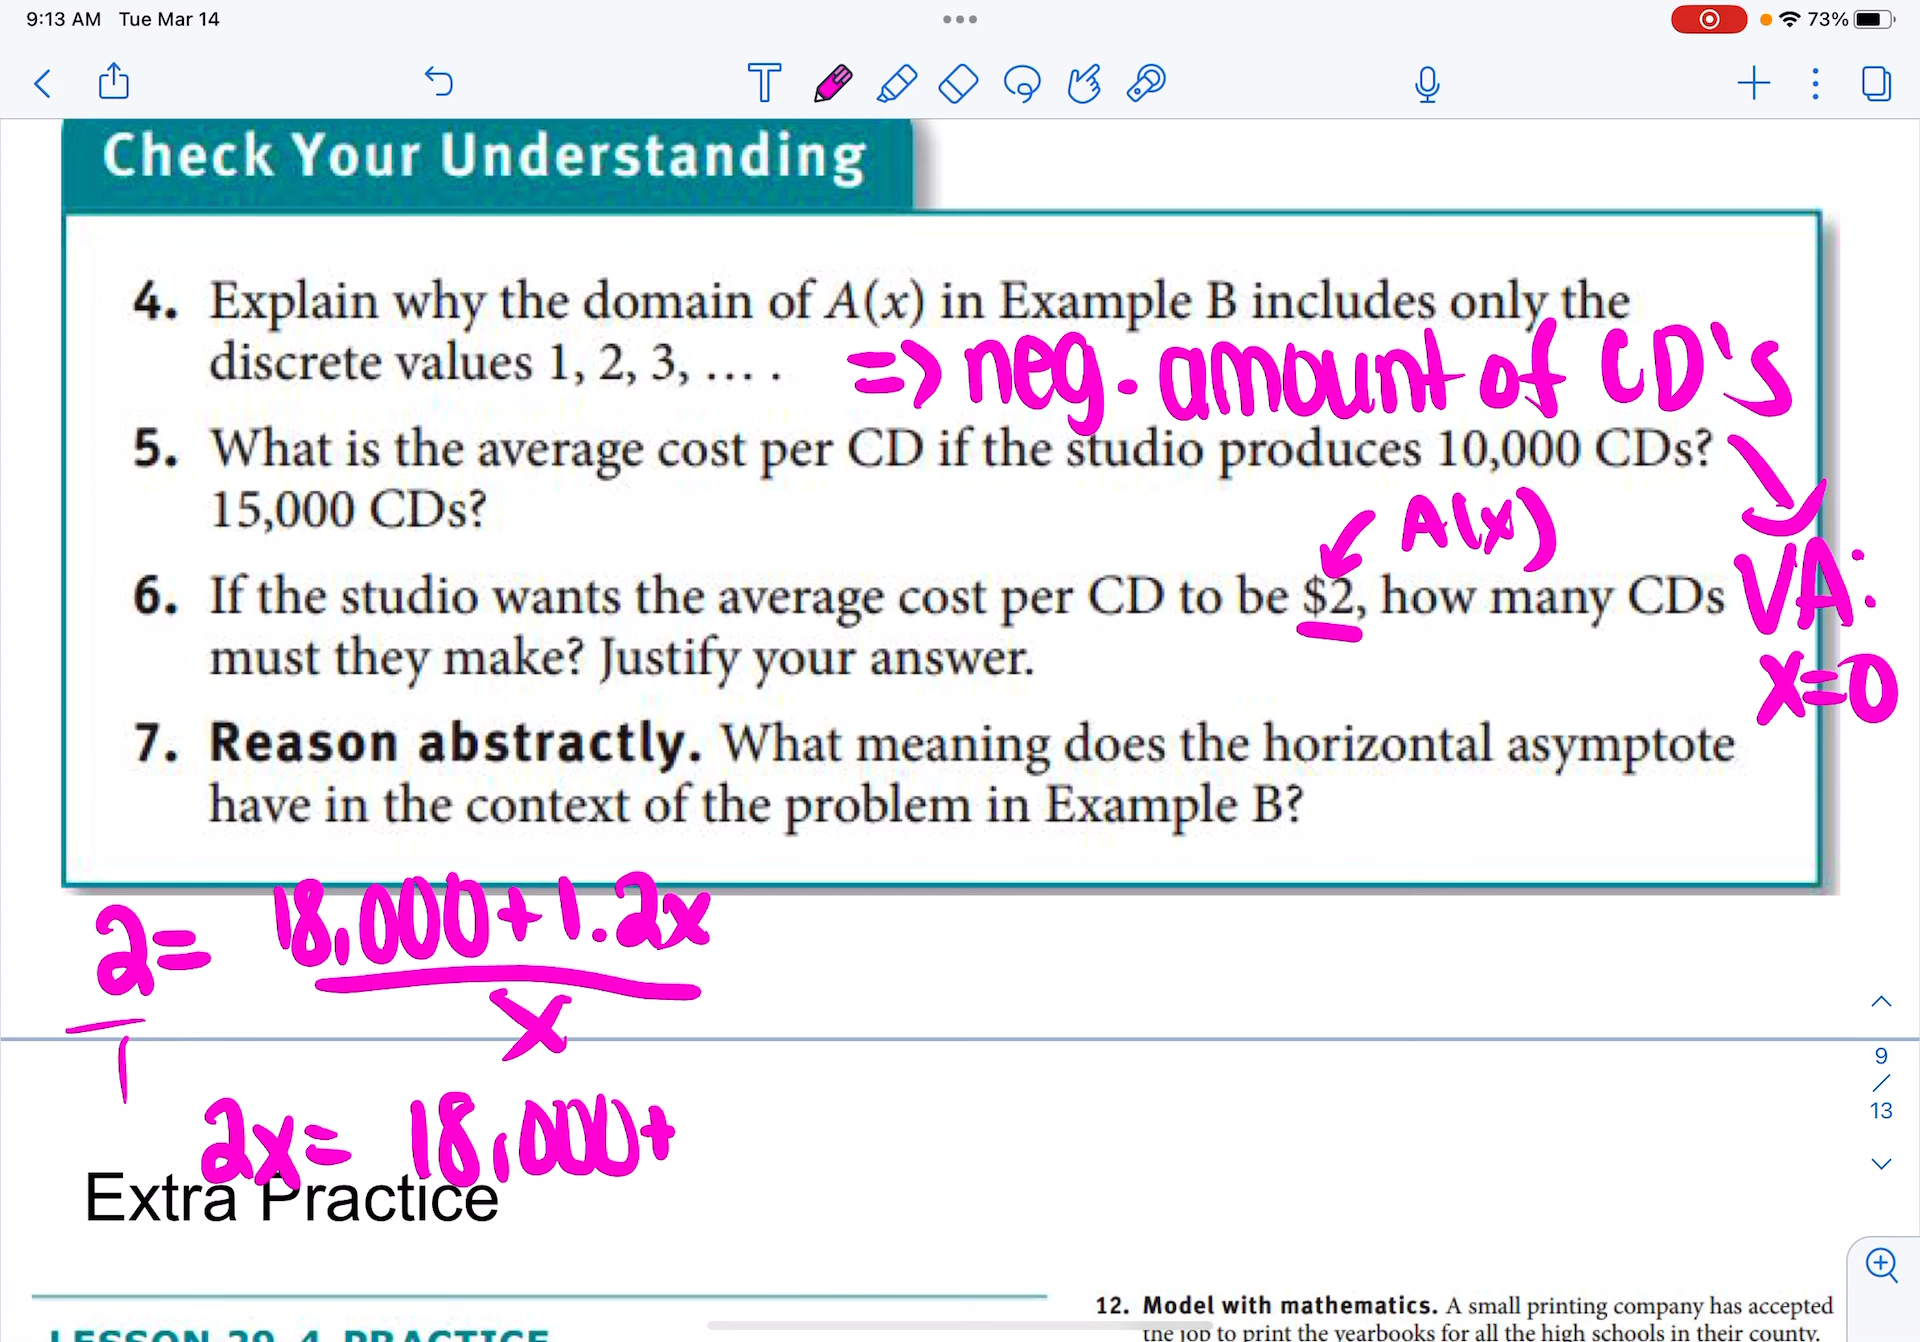 9:13 AM Tue Mar 14
73%
Check Your Understanding
4. Explain why the domain of A(x) in Example B includes only the
discrete values 1, 2, 3, … .
=> neg. amount of CD's
5. What is the average cost per CD if the studio produces 10,000 CDs?
15,000 CDs?
A(x)
6. If the studio wants the average cost per CD to be $2, how many CDs
must they make? Justify your answer.
VA:
x=0
7. Reason abstractly. What meaning does the horizontal asymptote
have in the context of the problem in Example B?
2/1 = 18,000+1.2x / x
9
/
13
2x= 18,000+
Extra Practice
12. Model with mathematics. A small printing company has accepted
the job to print the yearbooks for all the high schools in their county.
LESSON 29-4 PRACTICE